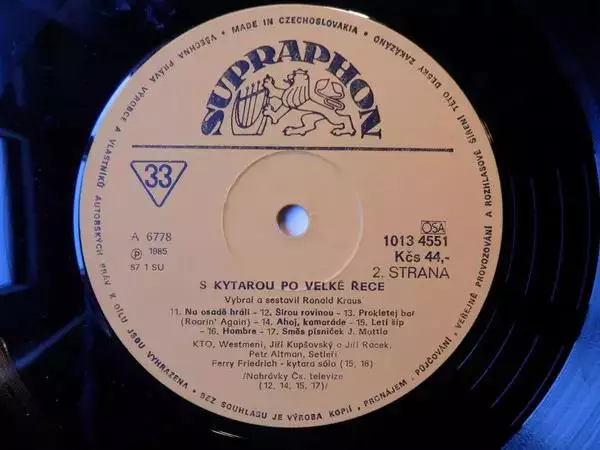 MADE IN CZECHOSLOVAKIA • VŠECHNA PRÁVA VÝROBCE A VLASTNÍKŮ AUTORSKÝCH PRÁV K DÍLU JSOU VYHRAZENA • BEZ SOUHLASU JE VÝROBA KOPIÍ, PRONÁJEM, PŮJČOVÁNÍ, VEŘEJNÉ PROVOZOVÁNÍ A ROZHLASOVÉ ŠÍŘENÍ TÉTO DESKY ZAKÁZÁNO
SUPRAPHON
33
A 6778
Ⓟ 1985
87 1 SU
OSA
1013 4551
Kčs 44,-
2. STRANA
S KYTAROU PO VELKÉ ŘECE
Vybral a sestavil Ronald Kraus
11. Na osadě hráli - 12. Šírou rovinou - 13. Prokletej bar
(Roarin' Again) - 14. Ahoj, kamaráde - 15. Letí šíp
- 16. Hombre - 17. Směs písniček J. Mottla
KTO, Westmeni, Jiří Kupšovský a Jiří Racek,
Petr Altman, Setleři
Ferry Friedrich - kytara sólo (15, 16)
/Nahrávky Čs. televize
(12, 14, 15, 17)/